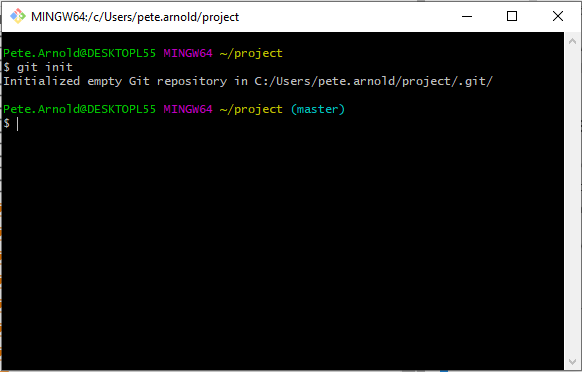 MINGW64:/c/Users/pete.arnold/project
Pete.Arnold@DESKTOPL55 MINGW64 ~/project
$ git init
Initialized empty Git repository in C:/Users/pete.arnold/project/.git/
Pete.Arnold@DESKTOPL55 MINGW64 ~/project (master)
$